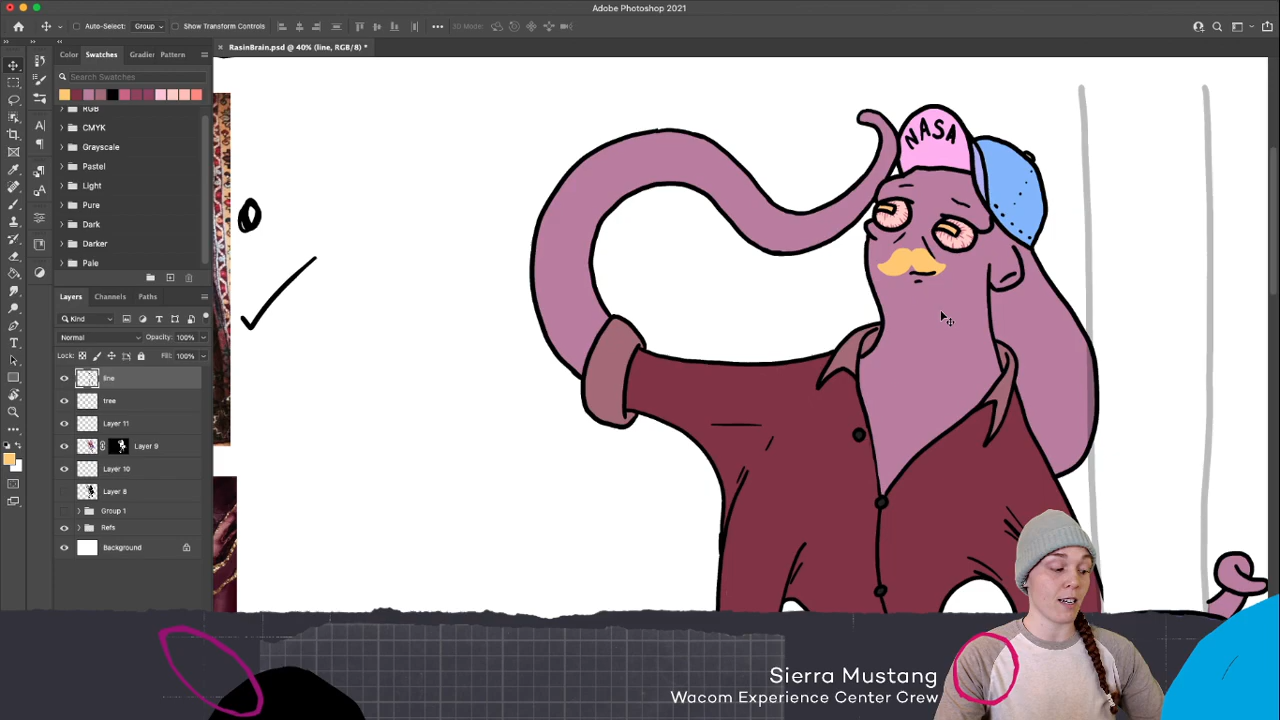 Adobe Photoshop 2021
Auto-Select: Group Show Transform Controls 3D Mode:
RasinBrain.psd @ 40% (line, RGB/8) *
Color Swatches Gradier Pattern
Search Swatches
RGB
CMYK
Grayscale
Pastel
Light
Pure
Dark
Darker
Pale
Layers Channels Paths
Kind
Normal Opacity: 100%
Lock: Fill: 100%
line
tree
Layer 11
Layer 9
Layer 10
Layer 8
Group 1
Refs
Background
NASA
Sierra Mustang
Wacom Experience Center Crew